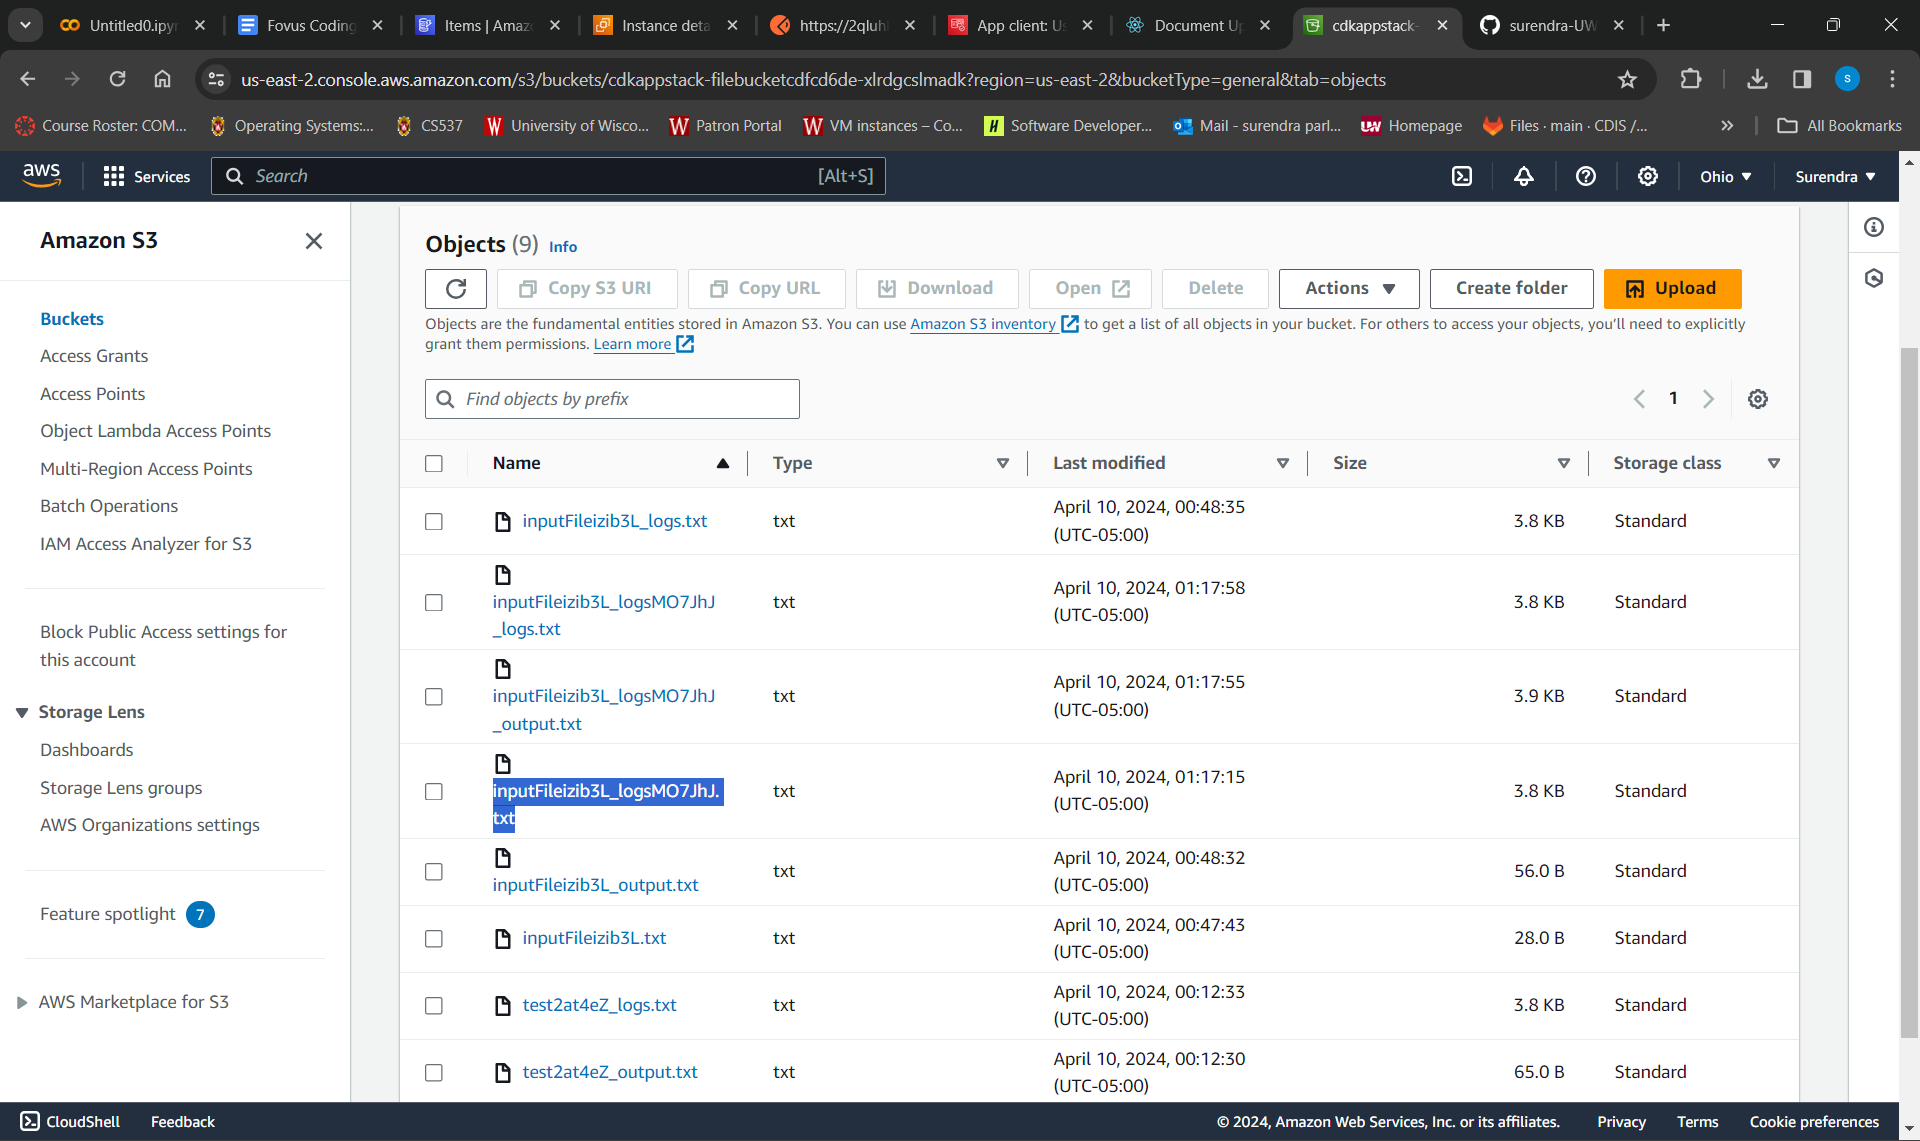 Untitled0.ipyn
Fovus Coding
Items | Amaz
Instance deta
https://2qluhl
App client: Us
Document Up
cdkappstack-
surendra-UW
us-east-2.console.aws.amazon.com/s3/buckets/cdkappstack-filebucketcdfcd6de-xlrdgcslmadk?region=us-east-2&bucketType=general&tab=objects
S
Course Roster: COM...
Operating Systems:...
CS537
University of Wisco...
Patron Portal
VM instances – Co...
Software Developer...
Mail - surendra parl...
Homepage
Files · main · CDIS /...
All Bookmarks
aws
Services
Search
[Alt+S]
Ohio
Surendra
Amazon S3
Buckets
Access Grants
Access Points
Object Lambda Access Points
Multi-Region Access Points
Batch Operations
IAM Access Analyzer for S3
Block Public Access settings for
this account
Storage Lens
Dashboards
Storage Lens groups
AWS Organizations settings
Feature spotlight 7
AWS Marketplace for S3
Objects (9) Info
Copy S3 URI
Copy URL
Download
Open
Delete
Actions
Create folder
Upload
Objects are the fundamental entities stored in Amazon S3. You can use Amazon S3 inventory to get a list of all objects in your bucket. For others to access your objects, you'll need to explicitly
grant them permissions. Learn more
Find objects by prefix
1
Name Type Last modified Size Storage class
inputFileizib3L_logs.txt txt April 10, 2024, 00:48:35 3.8 KB Standard
(UTC-05:00)
inputFileizib3L_logsMO7JhJ txt April 10, 2024, 01:17:58 3.8 KB Standard
_logs.txt (UTC-05:00)
inputFileizib3L_logsMO7JhJ txt April 10, 2024, 01:17:55 3.9 KB Standard
_output.txt (UTC-05:00)
inputFileizib3L_logsMO7JhJ. txt April 10, 2024, 01:17:15 3.8 KB Standard
txt (UTC-05:00)
inputFileizib3L_output.txt txt April 10, 2024, 00:48:32 56.0 B Standard
(UTC-05:00)
inputFileizib3L.txt txt April 10, 2024, 00:47:43 28.0 B Standard
(UTC-05:00)
test2at4eZ_logs.txt txt April 10, 2024, 00:12:33 3.8 KB Standard
(UTC-05:00)
test2at4eZ_output.txt txt April 10, 2024, 00:12:30 65.0 B Standard
(UTC-05:00)
CloudShell
Feedback
© 2024, Amazon Web Services, Inc. or its affiliates.
Privacy
Terms
Cookie preferences